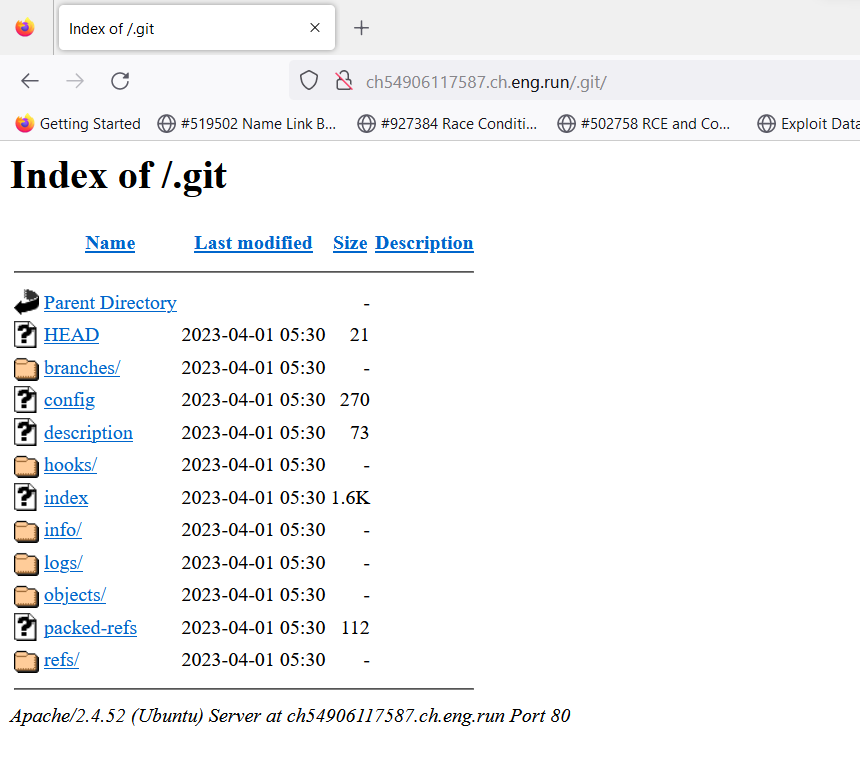 Index of /.git
ch54906117587.ch.eng.run/.git/
Getting Started #519502 Name Link B... #927384 Race Conditi... #502758 RCE and Co... Exploit Data
Index of /.git
Name Last modified Size Description
Parent Directory -
HEAD 2023-04-01 05:30 21
branches/ 2023-04-01 05:30 -
config 2023-04-01 05:30 270
description 2023-04-01 05:30 73
hooks/ 2023-04-01 05:30 -
index 2023-04-01 05:30 1.6K
info/ 2023-04-01 05:30 -
logs/ 2023-04-01 05:30 -
objects/ 2023-04-01 05:30 -
packed-refs 2023-04-01 05:30 112
refs/ 2023-04-01 05:30 -
Apache/2.4.52 (Ubuntu) Server at ch54906117587.ch.eng.run Port 80